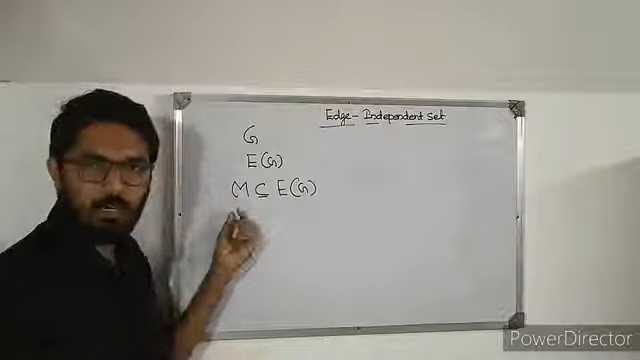 Edge - Independent Set
G
E(G)
M ⊆ E(G)
PowerDirector